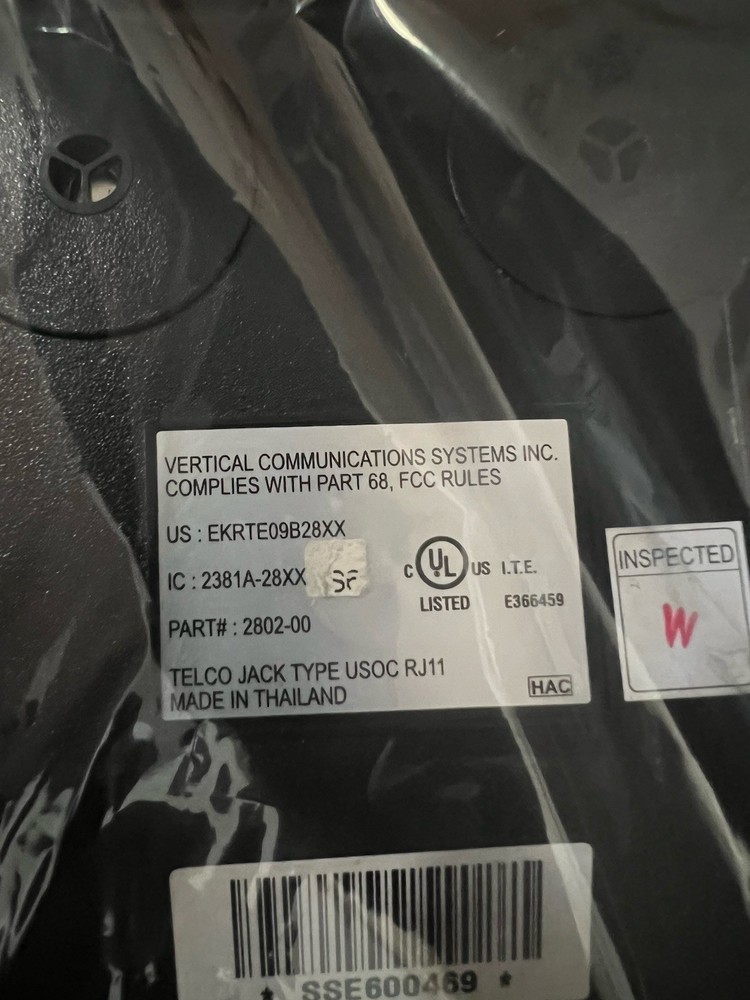 VERTICAL COMMUNICATIONS SYSTEMS INC.
COMPLIES WITH PART 68, FCC RULES
US : EKRTE09B28XX
IC : 2381A-28XX
SF
C UL US I.T.E.
LISTED E366459
PART# : 2802-00
TELCO JACK TYPE USOC RJ11
MADE IN THAILAND
HAC
INSPECTED
W
* SSE600469 *